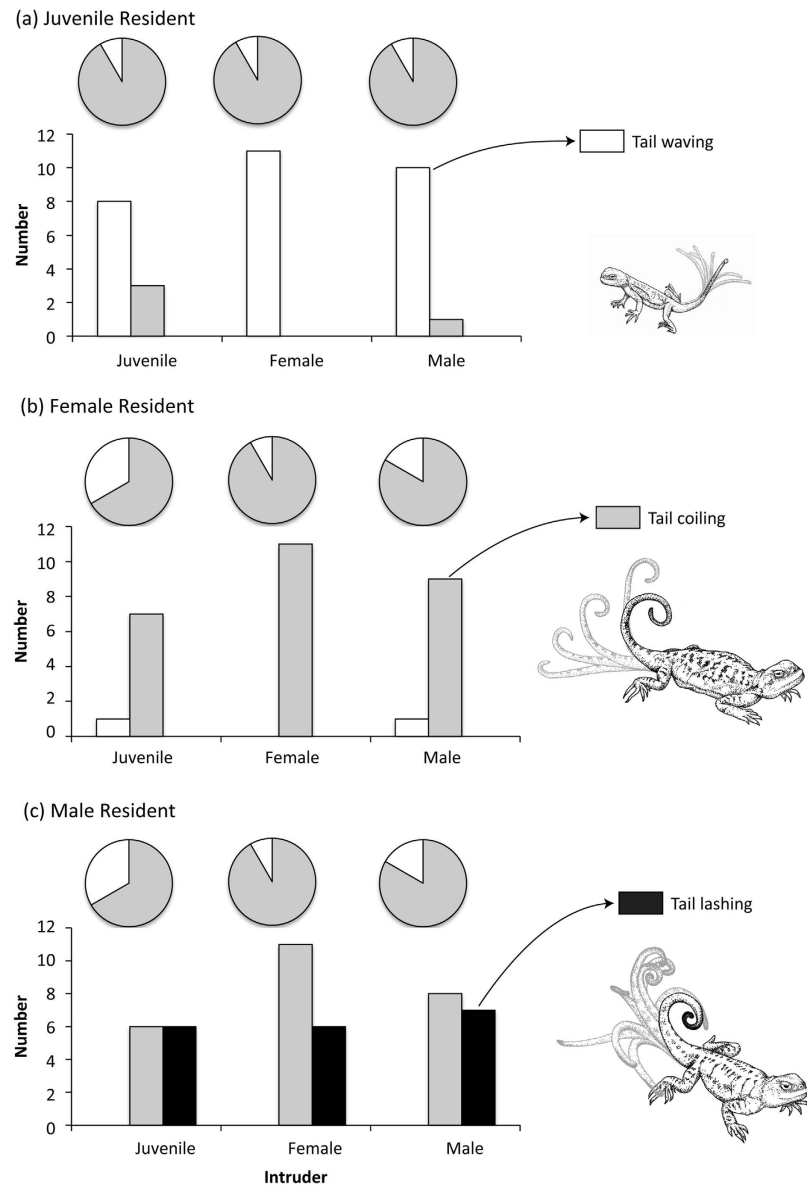 (a) Juvenile Resident
12
10
8
6
4
2
0
Number
Juvenile Female Male
Tail waving
(b) Female Resident
12
10
8
6
4
2
0
Number
Juvenile Female Male
Tail coiling
(c) Male Resident
12
10
8
6
4
2
0
Number
Juvenile Female Male
Intruder
Tail lashing